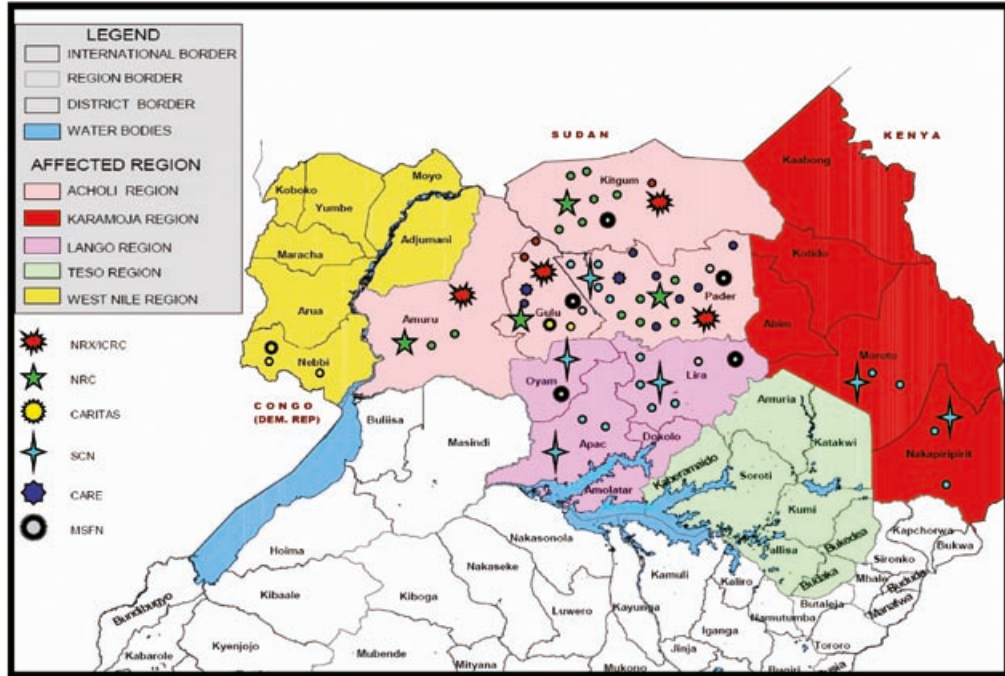 LEGEND
INTERNATIONAL BORDER
REGION BORDER
DISTRICT BORDER
WATER BODIES
AFFECTED REGION
ACHOLI REGION
KARAMOJA REGION
LANGO REGION
TESO REGION
WEST NILE REGION
NRX/ICRC
NRC
CARITAS
SCN
CARE
MSFN
SUDAN
KENYA
CONGO
(DEM. REP)
Koboko
Yumbe
Moyo
Maracha
Adjumani
Arua
Nebbi
Amuru
Gulu
Kitgum
Pader
Kaabong
Kotido
Abim
Moroto
Nakapiripirit
Oyam
Lira
Apac
Dokolo
Amolatar
Kaberamaido
Amuria
Katakwi
Soroti
Kumi
Bukedea
Pallisa
Budaka
Buliisa
Masindi
Hoima
Nakasonola
Nakaseke
Kibaale
Kiboga
Luwero
Kayunga
Kamuli
Kaliro
Namutumba
Butaleja
Mbale
Sironko
Kapchorwa
Bukwa
Bududa
Manafwa
Tororo
Iganga
Jinja
Mukono
Mityana
Mubende
Kyenjojo
Kabarole
Bundibugyo